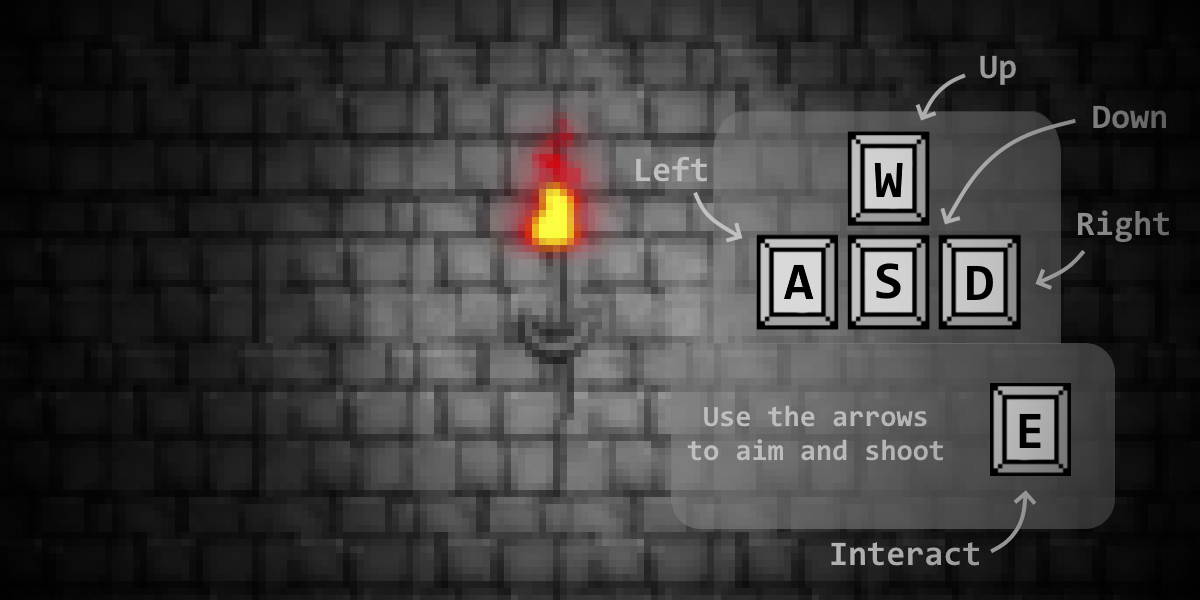 Up
Down
Left
W
Right
A S D
Use the arrows
to aim and shoot
E
Interact